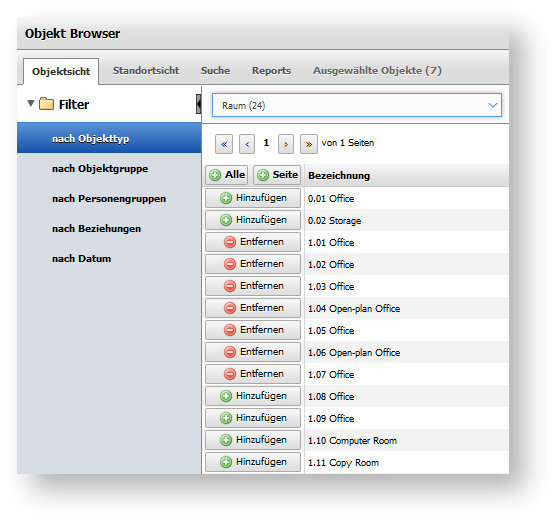 Objekt Browser
Objektsicht Standortsicht Suche Reports Ausgewählte Objekte (7)
Filter
Raum (24)
nach Objekttyp
« ‹ 1 › » von 1 Seiten
nach Objektgruppe
Alle Seite Bezeichnung
nach Personengruppen
Hinzufügen 0.01 Office
Hinzufügen 0.02 Storage
nach Beziehungen
Entfernen 1.01 Office
nach Datum
Entfernen 1.02 Office
Entfernen 1.03 Office
Entfernen 1.04 Open-plan Office
Entfernen 1.05 Office
Entfernen 1.06 Open-plan Office
Entfernen 1.07 Office
Hinzufügen 1.08 Office
Hinzufügen 1.09 Office
Hinzufügen 1.10 Computer Room
Hinzufügen 1.11 Copy Room